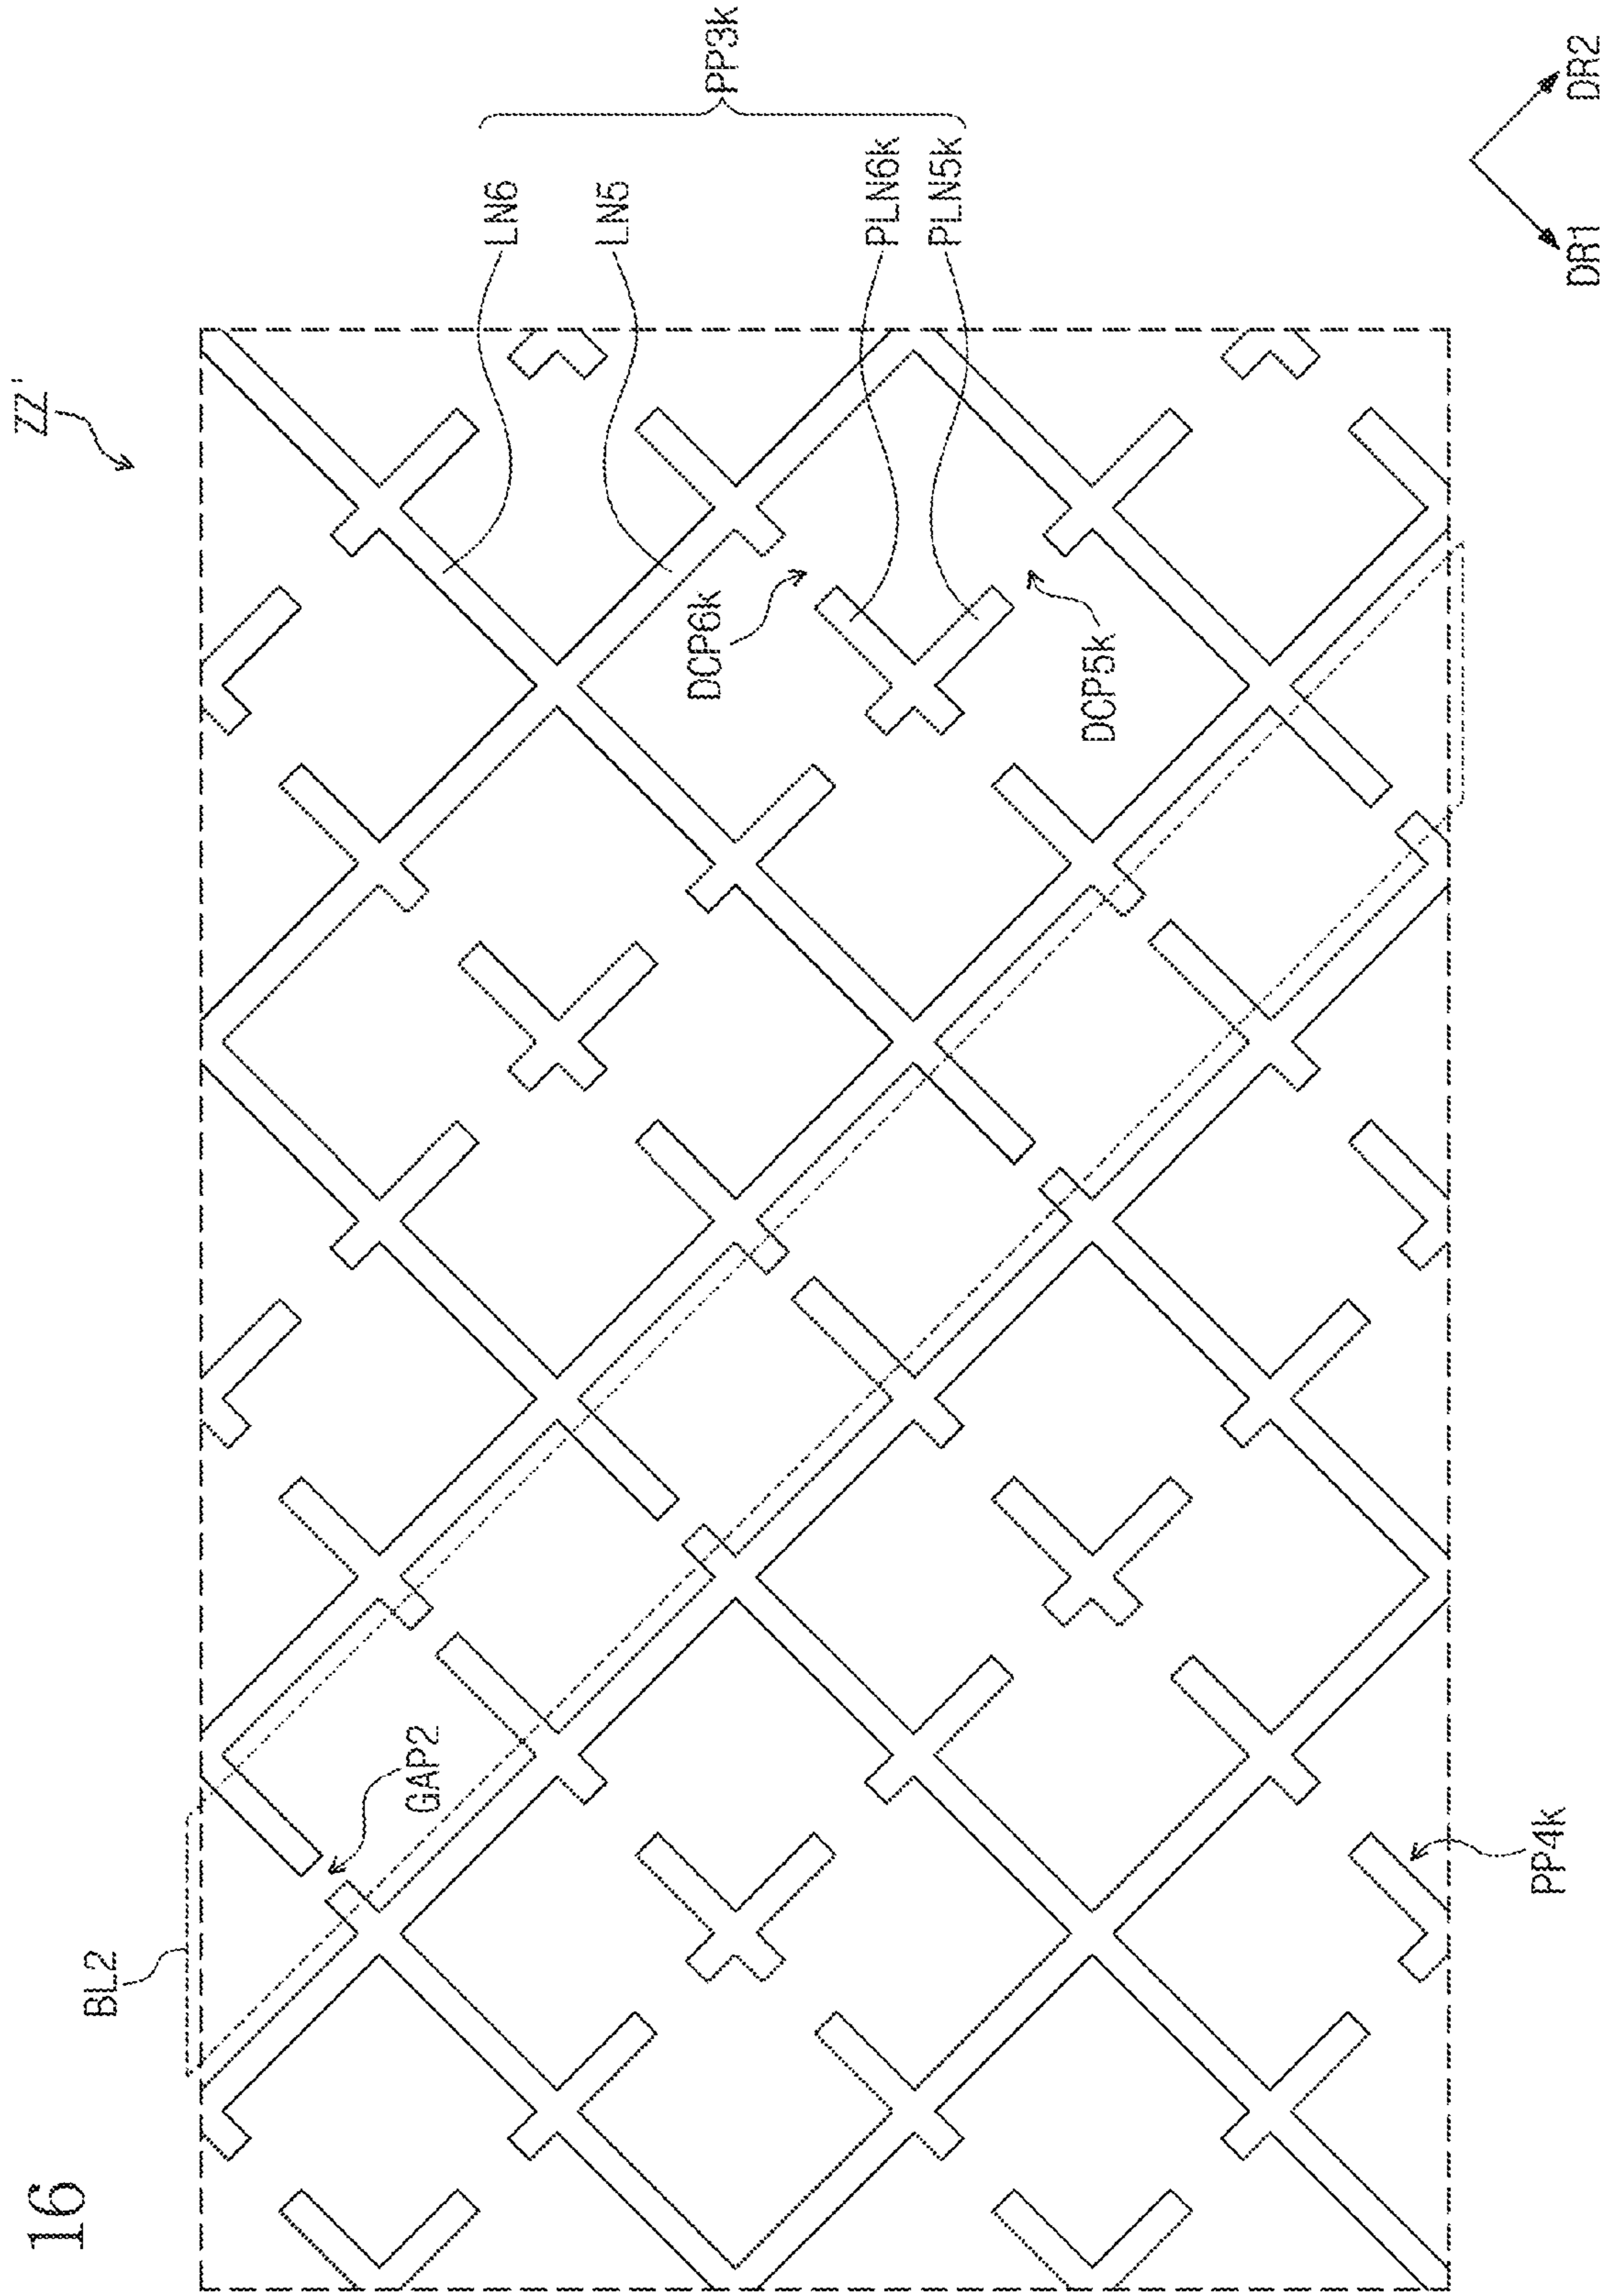 16
ZZ'
BL2
GAP2
LN6
LN5
PP3k
DCP6k
PLN6k
PLN5k
DCP5k
PP4k
DR1
DR2